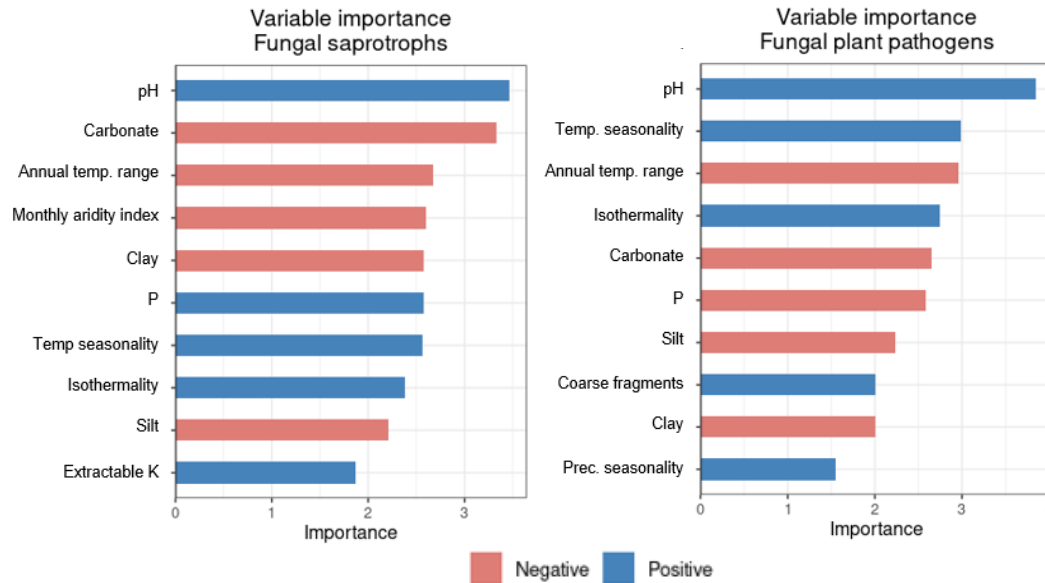 Variable importance
Fungal saprotrophs
pH
Carbonate
Annual temp. range
Monthly aridity index
Clay
P
Temp seasonality
Isothermality
Silt
Extractable K
0 1 2 3
Importance
Variable importance
Fungal plant pathogens
pH
Temp. seasonality
Annual temp. range
Isothermality
Carbonate
P
Silt
Coarse fragments
Clay
Prec. seasonality
0 1 2 3
Importance
Negative Positive